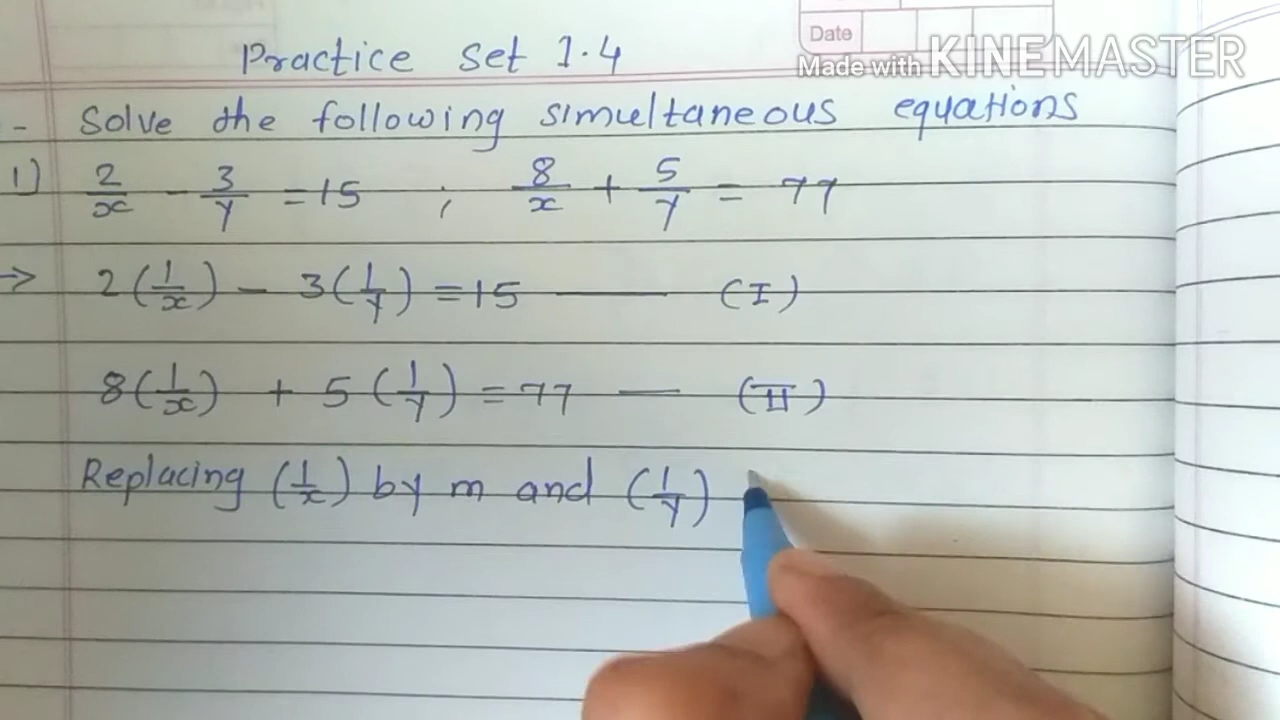 Date
Made with KINEMASTER
Practice Set 1.4
- Solve the following simultaneous equations
1) 2/x - 3/y = 15 ; 8/x + 5/y = 77
→ 2(1/x) - 3(1/y) = 15 —— (I)
8(1/x) + 5(1/y) = 77 — (II)
Replacing (1/x) by m and (1/y)